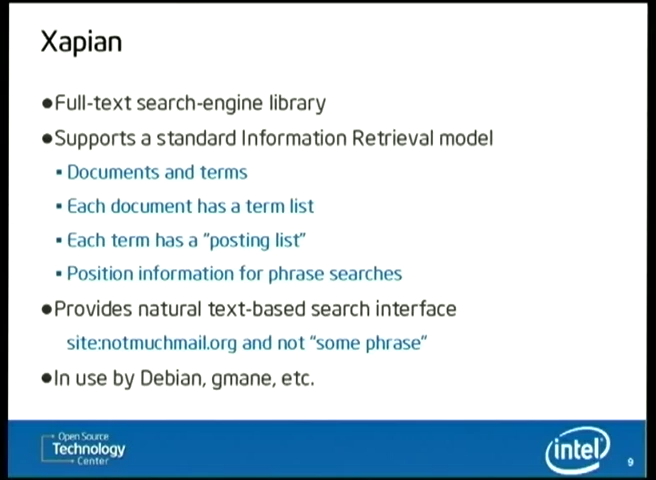 Xapian
●Full-text search-engine library
●Supports a standard Information Retrieval model
▪Documents and terms
▪Each document has a term list
▪Each term has a "posting list"
▪Position information for phrase searches
●Provides natural text-based search interface
site:notmuchmail.org and not "some phrase"
●In use by Debian, gmane, etc.
Open Source
Technology
Center
intel
9